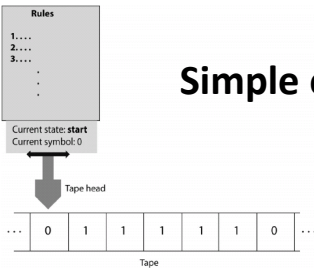 Rules
1. . . .
2. . . .
3. . . .
.
.
.
Simple
Current state: start
Current symbol: 0
Tape head
. . . 0 1 1 1 1 1 0 . . .
Tape